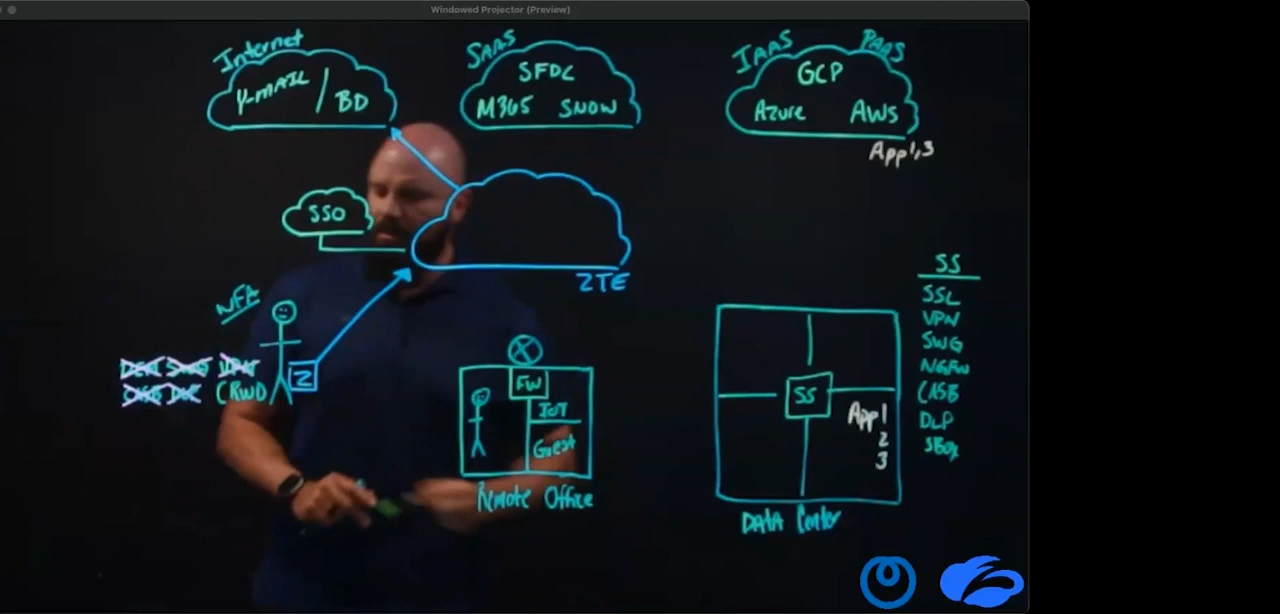 Windowed Projector (Preview)
Internet
SAAS
IAAS
PAAS
Y-MAIL / BD
SFDC
M365 SNOW
GCP
Azure AWS
App1,3
SSO
ZTE
SS
SSL
VPN
SWG
NGFW
CASB
DLP
SBOX
WFA
CRWD
Z
FW
IOT
Guest
Remote Office
SS
App1
2
3
DATA Center